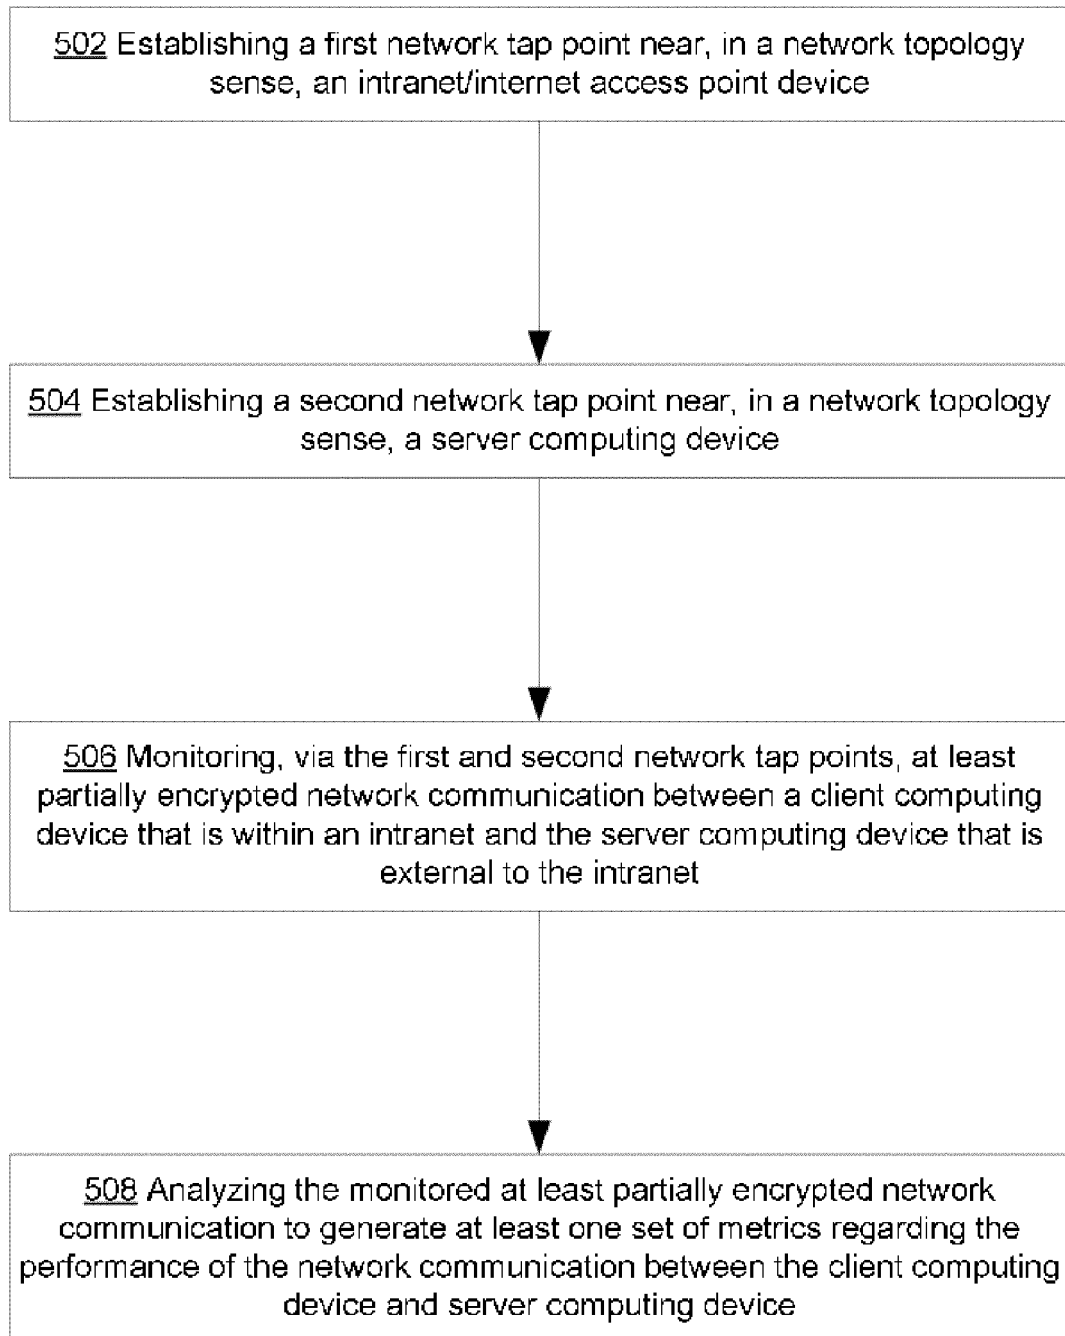 502 Establishing a first network tap point near, in a network topology
sense, an intranet/internet access point device
504 Establishing a second network tap point near, in a network topology
sense, a server computing device
506 Monitoring, via the first and second network tap points, at least
partially encrypted network communication between a client computing
device that is within an intranet and the server computing device that is
external to the intranet
508 Analyzing the monitored at least partially encrypted network
communication to generate at least one set of metrics regarding the
performance of the network communication between the client computing
device and server computing device